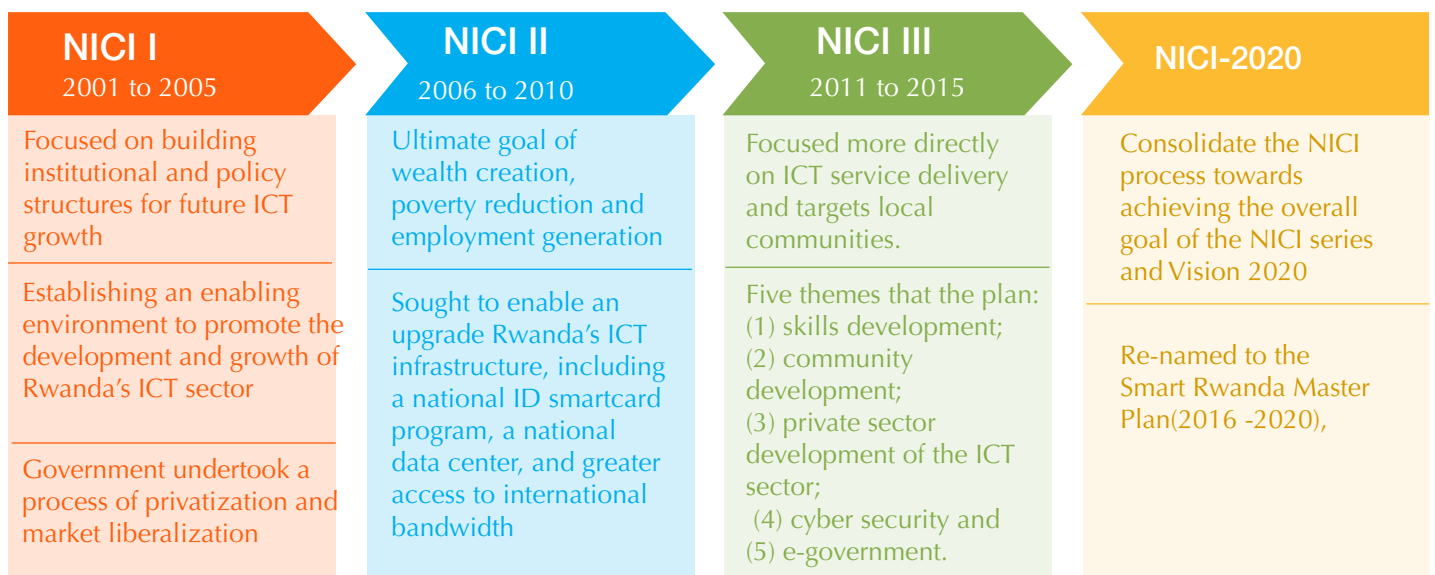 NICI I
2001 to 2005
Focused on building
institutional and policy
structures for future ICT
growth
Establishing an enabling
environment to promote the
development and growth of
Rwanda's ICT sector
Government undertook a
process of privatization and
market liberalization
NICI II
2006 to 2010
Ultimate goal of
wealth creation,
poverty reduction and
employment generation
Sought to enable an
upgrade Rwanda's ICT
infrastructure, including
a national ID smartcard
program, a national
data center, and greater
access to international
bandwidth
NICI III
2011 to 2015
Focused more directly
on ICT service delivery
and targets local
communities.
Five themes that the plan:
(1) skills development;
(2) community
development;
(3) private sector
development of the ICT
sector;
(4) cyber security and
(5) e-government.
NICI-2020
Consolidate the NICI
process towards
achieving the overall
goal of the NICI series
and Vision 2020
Re-named to the
Smart Rwanda Master
Plan(2016 -2020),